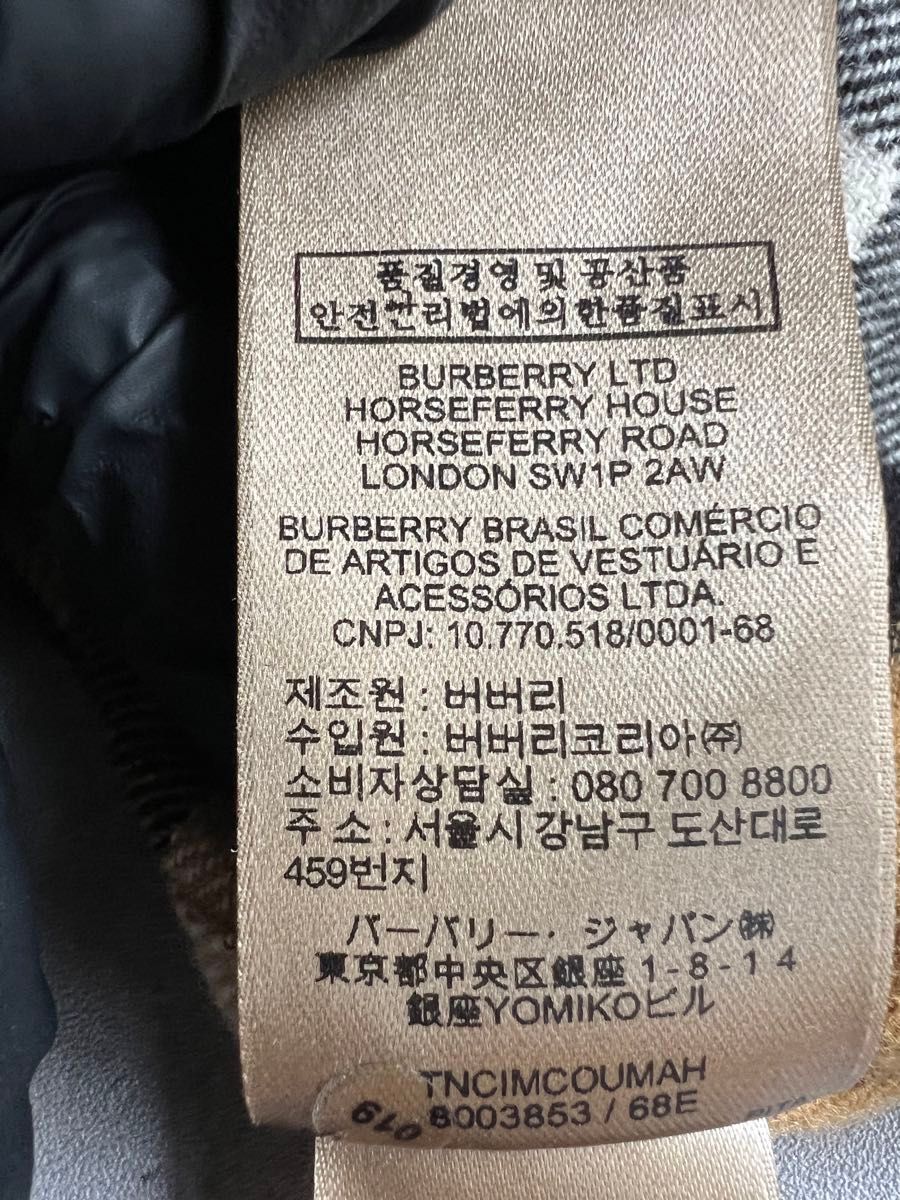 품질경영 및 공산품
안전관리법에의한품질표시
BURBERRY LTD
HORSEFERRY HOUSE
HORSEFERRY ROAD
LONDON SW1P 2AW
BURBERRY BRASIL COMÉRCIO
DE ARTIGOS DE VESTUÁRIO E
ACESSÓRIOS LTDA.
CNPJ: 10.770.518/0001-68
제조원 : 버버리
수입원 : 버버리코리아㈜
소비자상담실 : 080 700 8800
주 소 : 서울시 강남구 도산대로
459번지
バーバリー・ジャパン㈱
東京都中央区銀座 1-8-14
銀座YOMIKOビル
TNCIMCOUMAH
8003853 / 68E
019